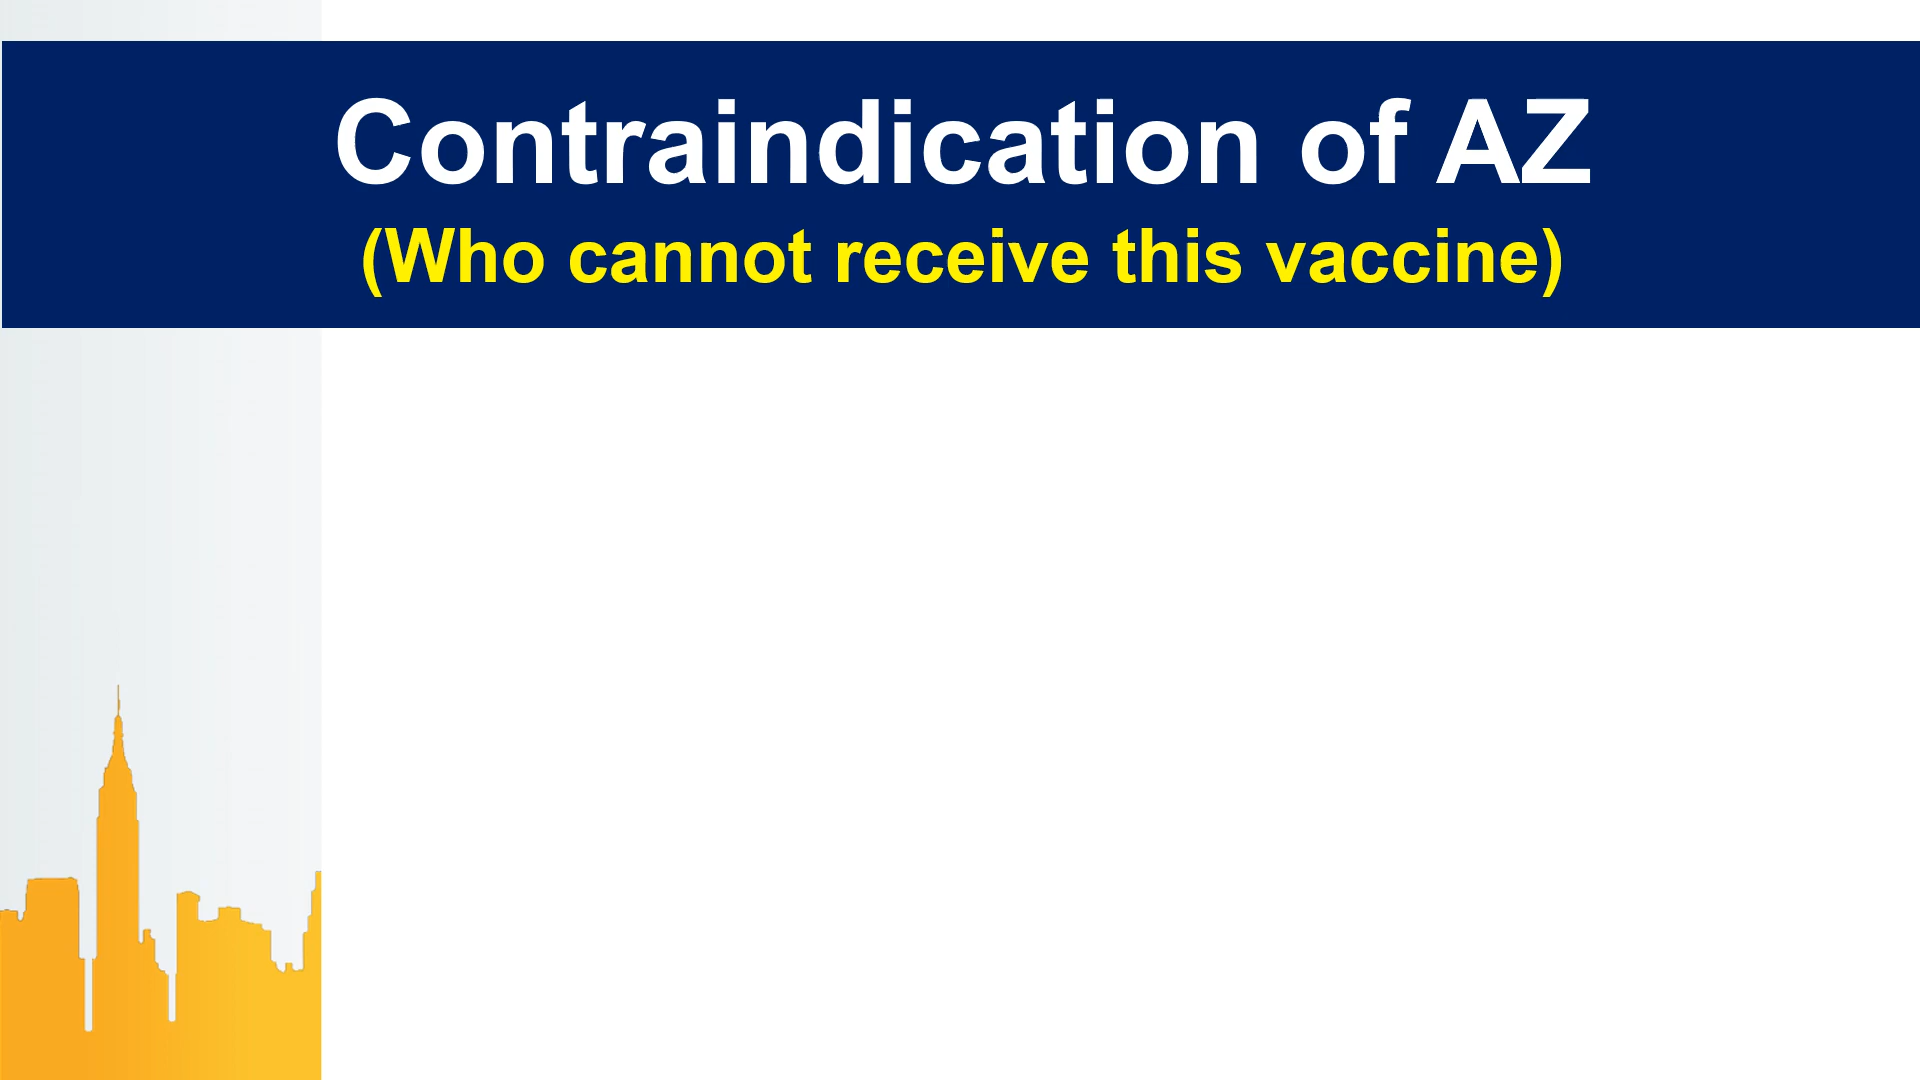 Contraindication of AZ
(Who cannot receive this vaccine)